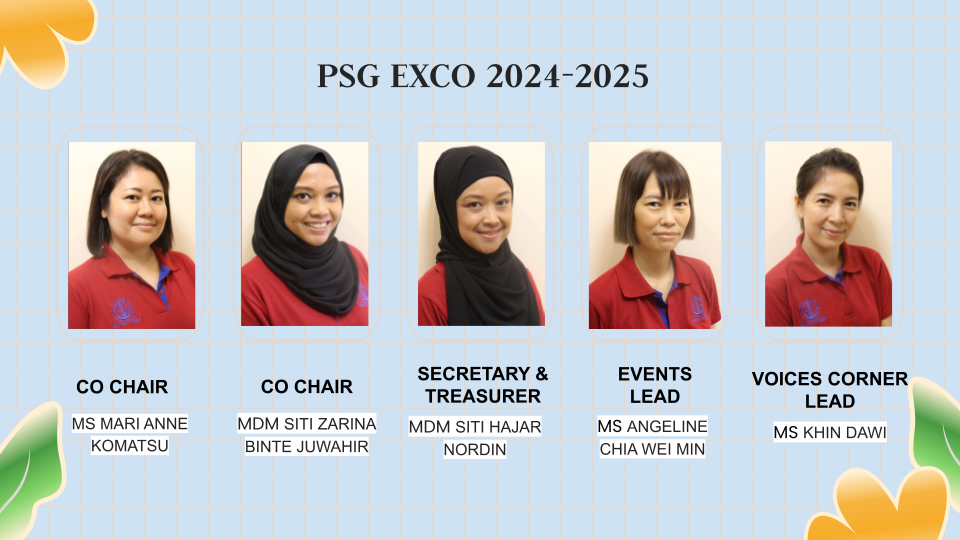 PSG EXCO 2024-2025
CO CHAIR
MS MARI ANNE
KOMATSU
CO CHAIR
MDM SITI ZARINA
BINTE JUWAHIR
SECRETARY &
TREASURER
MDM SITI HAJAR
NORDIN
EVENTS
LEAD
MS ANGELINE
CHIA WEI MIN
VOICES CORNER
LEAD
MS KHIN DAWI